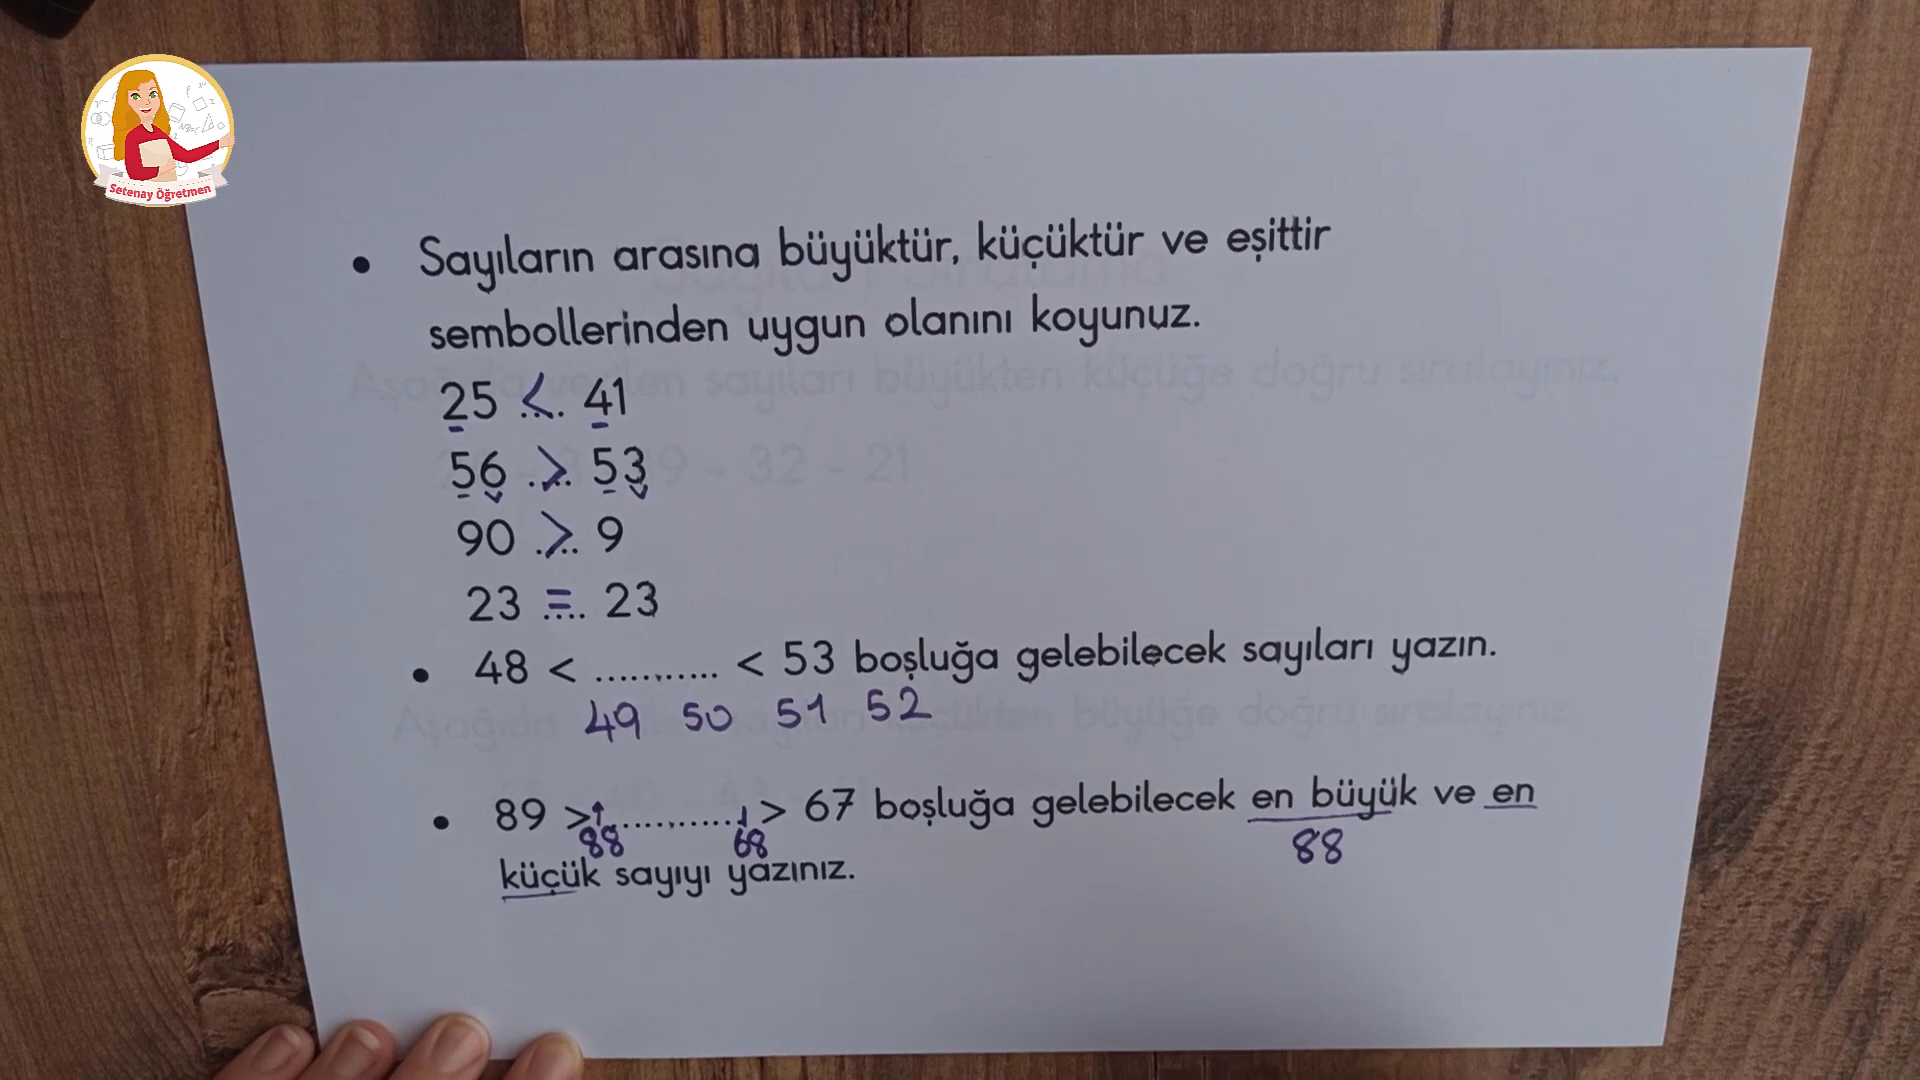 Setenay Öğretmen
• Sayıların arasına büyüktür, küçüktür ve eşittir
sembollerinden uygun olanını koyunuz.
25 .<.. 41
56 .>.. 53
90 .>.. 9
23 .=... 23
• 48 < ........... < 53 boşluğa gelebilecek sayıları yazın.
49 50 51 52
• 89 > ........... > 67 boşluğa gelebilecek en büyük ve en
88 68 88
küçük sayıyı yazınız.